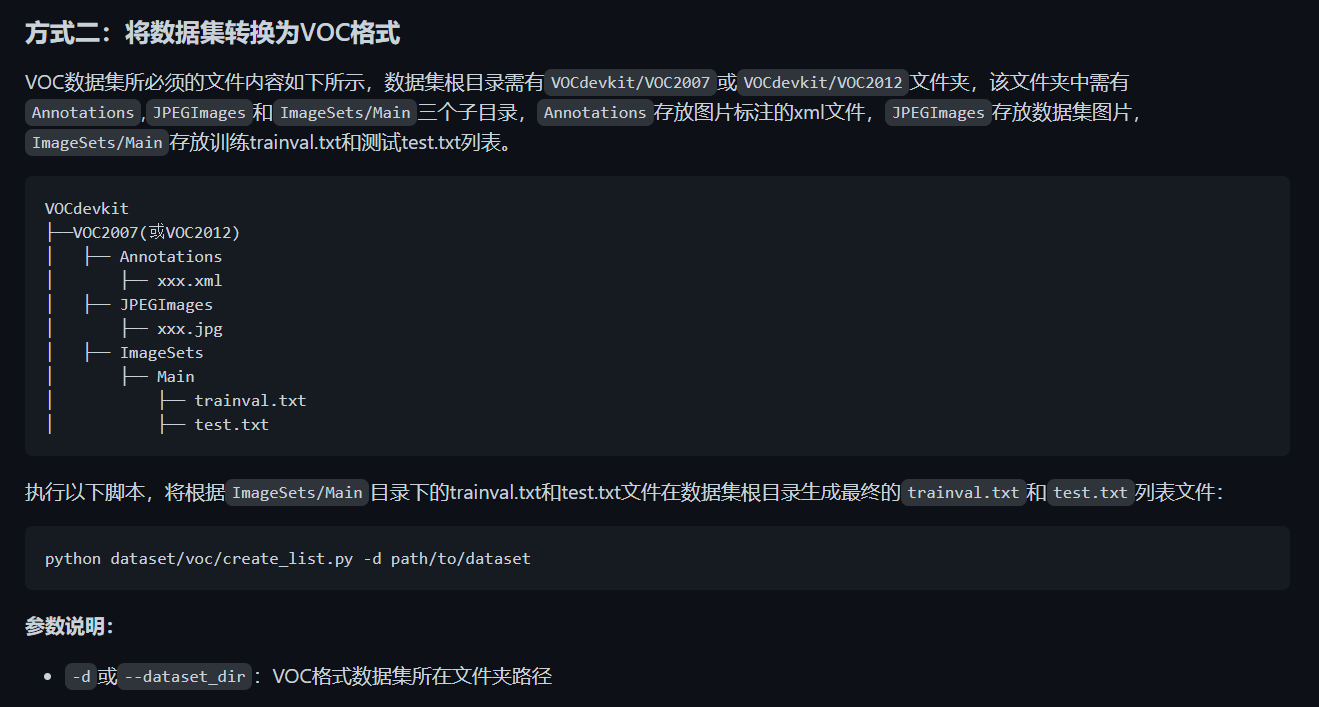 方式二：将数据集转换为VOC格式
VOC数据集所必须的文件内容如下所示，数据集根目录需有VOCdevkit/VOC2007或VOCdevkit/VOC2012文件夹，该文件夹中需有
Annotations,JPEGImages和ImageSets/Main三个子目录，Annotations存放图片标注的xml文件，JPEGImages存放数据集图片，
ImageSets/Main存放训练trainval.txt和测试test.txt列表。
VOCdevkit
├──VOC2007(或VOC2012)
│   ├── Annotations
│       ├── xxx.xml
│   ├── JPEGImages
│       ├── xxx.jpg
│   ├── ImageSets
│       ├── Main
│           ├── trainval.txt
│           ├── test.txt
执行以下脚本，将根据ImageSets/Main目录下的trainval.txt和test.txt文件在数据集根目录生成最终的trainval.txt和test.txt列表文件：
python dataset/voc/create_list.py -d path/to/dataset
参数说明：
• -d或--dataset_dir：VOC格式数据集所在文件夹路径